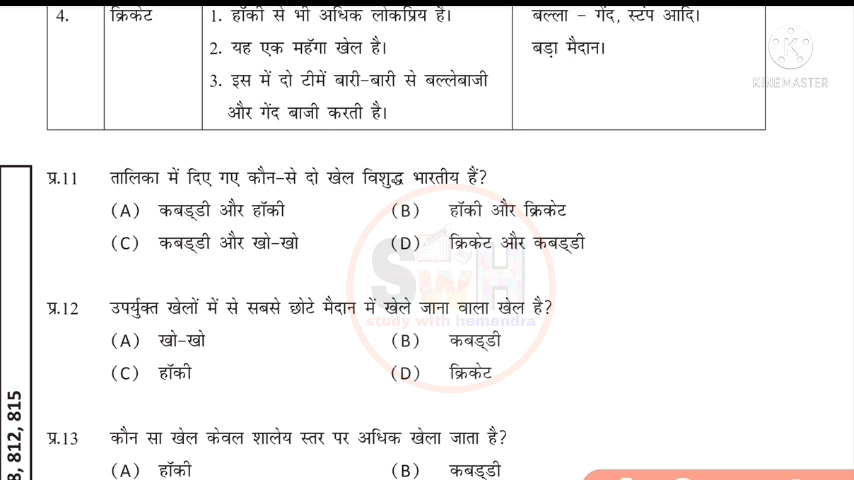 4. क्रिकेट 1. हॉकी से भी अधिक लोकप्रिय है। बल्ला - गेंद, स्टंप आदि।
2. यह एक महँगा खेल है। बड़ा मैदान।
3. इस में दो टीमें बारी-बारी से बल्लेबाजी
और गेंद बाजी करती है।
KINEMASTER
प्र.11 तालिका में दिए गए कौन-से दो खेल विशुद्ध भारतीय हैं?
(A) कबड्डी और हॉकी (B) हॉकी और क्रिकेट
(C) कबड्डी और खो-खो (D) क्रिकेट और कबड्डी
SWH
study with hemendra
प्र.12 उपर्युक्त खेलों में से सबसे छोटे मैदान में खेले जाना वाला खेल है?
(A) खो-खो (B) कबड्डी
(C) हॉकी (D) क्रिकेट
प्र.13 कौन सा खेल केवल शालेय स्तर पर अधिक खेला जाता है?
(A) हॉकी (B) कबड्डी
8, 812, 815